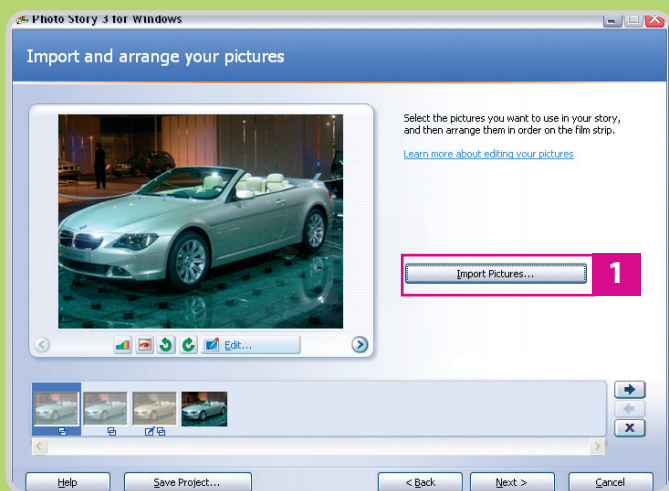 Photo Story 3 for Windows
Import and arrange your pictures
Select the pictures you want to use in your story,
and then arrange them in order on the film strip.
Learn more about editing your pictures
Import Pictures...
1
Edit...
Help
Save Project...
< Back
Next >
Cancel